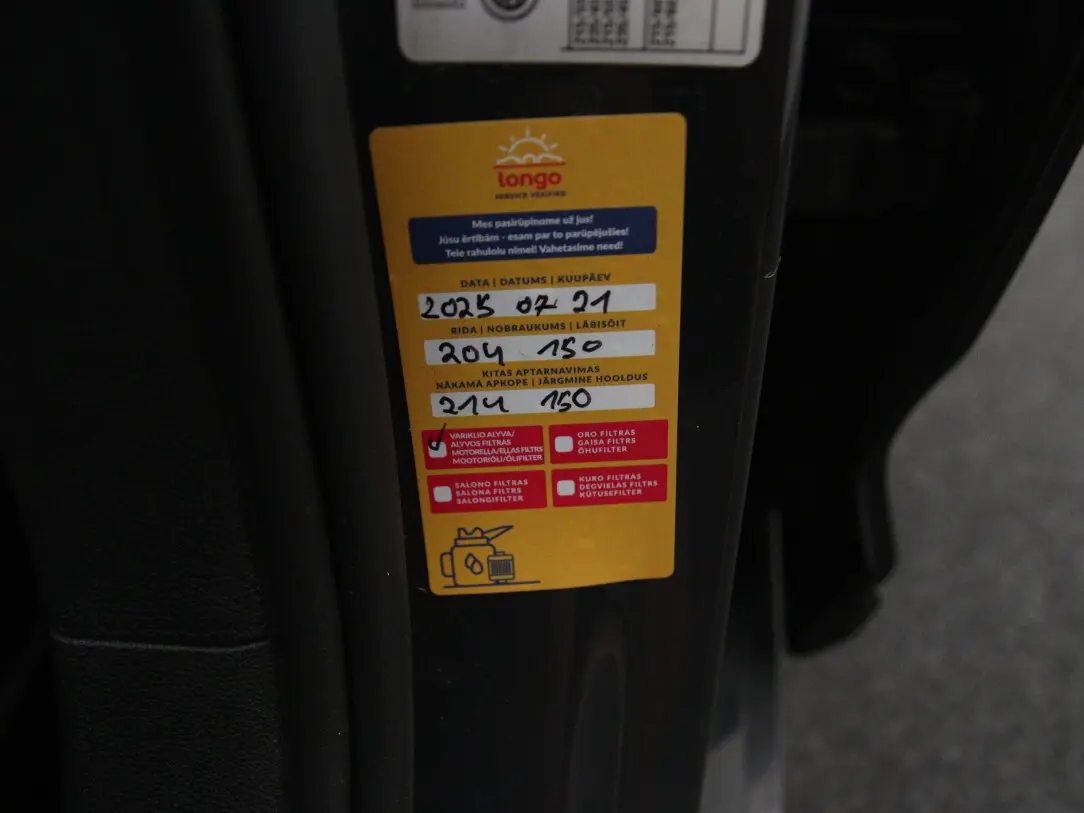 longo
SERVICE VERIFIED
Mes pasirūpinome už jus!
Jūsu ērtībām - esam par to parūpējušies!
Teie rahulolu nimel! Vahetasime need!
DATA | DATUMS | KUUPÄEV
2025 07 21
RIDA | NOBRAUKUMS | LÄBISÕIT
204 150
KITAS APTARNAVIMAS
NĀKAMĀ APKOPE | JÄRGMINE HOOLDUS
214 150
VARIKLIO ALYVA/
ALYVOS FILTRAS
MOTORELLA/ELLAS FILTRS
MOOTORIÕLI/ÕLIFILTER
ORO FILTRAS
GAISA FILTRS
ÕHUFILTER
SALONO FILTRAS
SALONA FILTRS
SALONGIFILTER
KURO FILTRAS
DEGVIELAS FILTRS
KÜTUSEFILTER